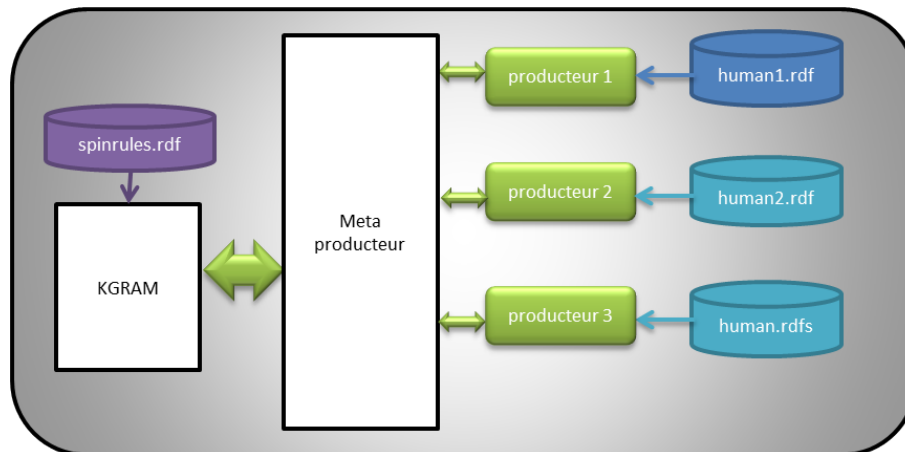 spinrules.rdf
KGRAM
Meta
producteur
producteur 1
human1.rdf
producteur 2
human2.rdf
producteur 3
human.rdfs